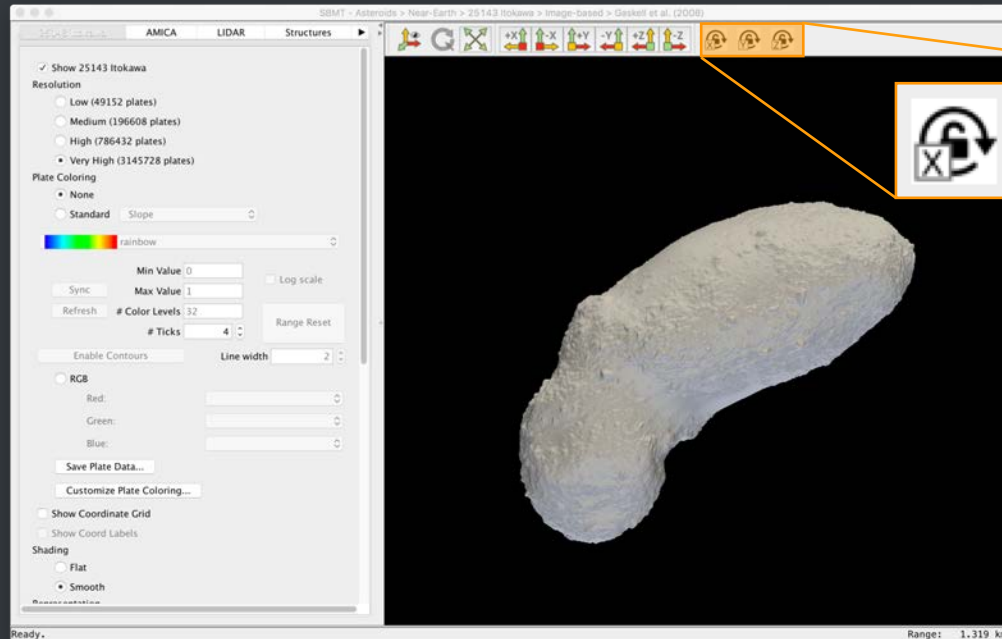 SBMT - Asteroids > Near-Earth > 25143 Itokawa > Image-based > Gaskell et al. (2008)
AMICA LIDAR Structures
+X -X +Y -Y +Z -Z X Y Z
Show 25143 Itokawa
Resolution
Low (49152 plates)
Medium (196608 plates)
High (786432 plates)
Very High (3145728 plates)
Plate Coloring
None
Standard Slope
rainbow
Min Value 0
Log scale
Sync Max Value 1
Refresh # Color Levels 32
Range Reset
# Ticks 4
Enable Contours Line width 2
RGB
Red:
Green:
Blue:
Save Plate Data...
Customize Plate Coloring...
Show Coordinate Grid
Show Coord Labels
Shading
Flat
Smooth
Ready.
Range: 1.319
X